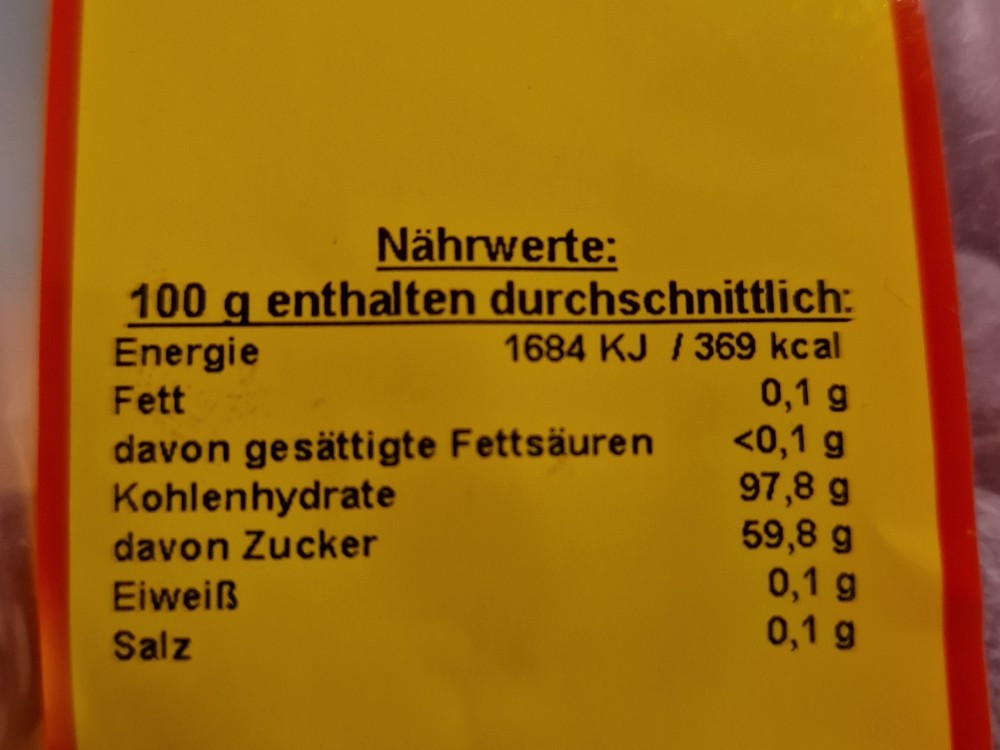 Nährwerte:
100 g enthalten durchschnittlich:
Energie 1684 KJ / 369 kcal
Fett 0,1 g
davon gesättigte Fettsäuren <0,1 g
Kohlenhydrate 97,8 g
davon Zucker 59,8 g
Eiweiß 0,1 g
Salz 0,1 g